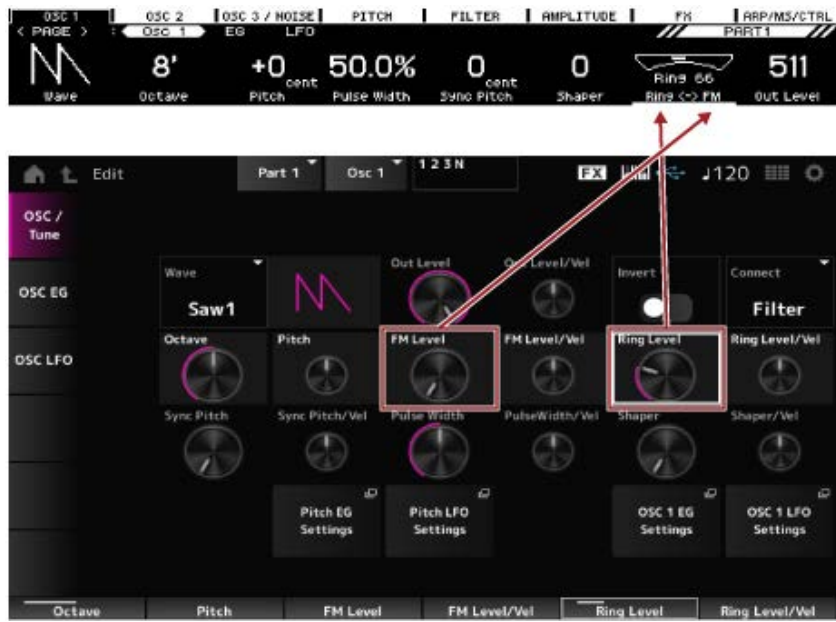 OSC 1 OSC 2 OSC 3 / NOISE PITCH FILTER AMPLITUDE FX ARP/MS/CTRL
< PAGE > : Osc 1 EG LFO PART1
8' +0 cent 50.0% 0 cent 0 Ring 66 511
Wave Octave Pitch Pulse Width Sync Pitch Shaper Ring <-> FM Out Level
Edit Part 1 Osc 1 1 2 3 N FX ♩120
OSC / Tune
OSC EG
OSC LFO
Wave Out Level Osc Level/Vel Invert Connect
Saw1 Filter
Octave Pitch FM Level FM Level/Vel Ring Level Ring Level/Vel
Sync Pitch Sync Pitch/Vel Pulse Width PulseWidth/Vel Shaper Shaper/Vel
Pitch EG Settings Pitch LFO Settings OSC 1 EG Settings OSC 1 LFO Settings
Octave Pitch FM Level FM Level/Vel Ring Level Ring Level/Vel